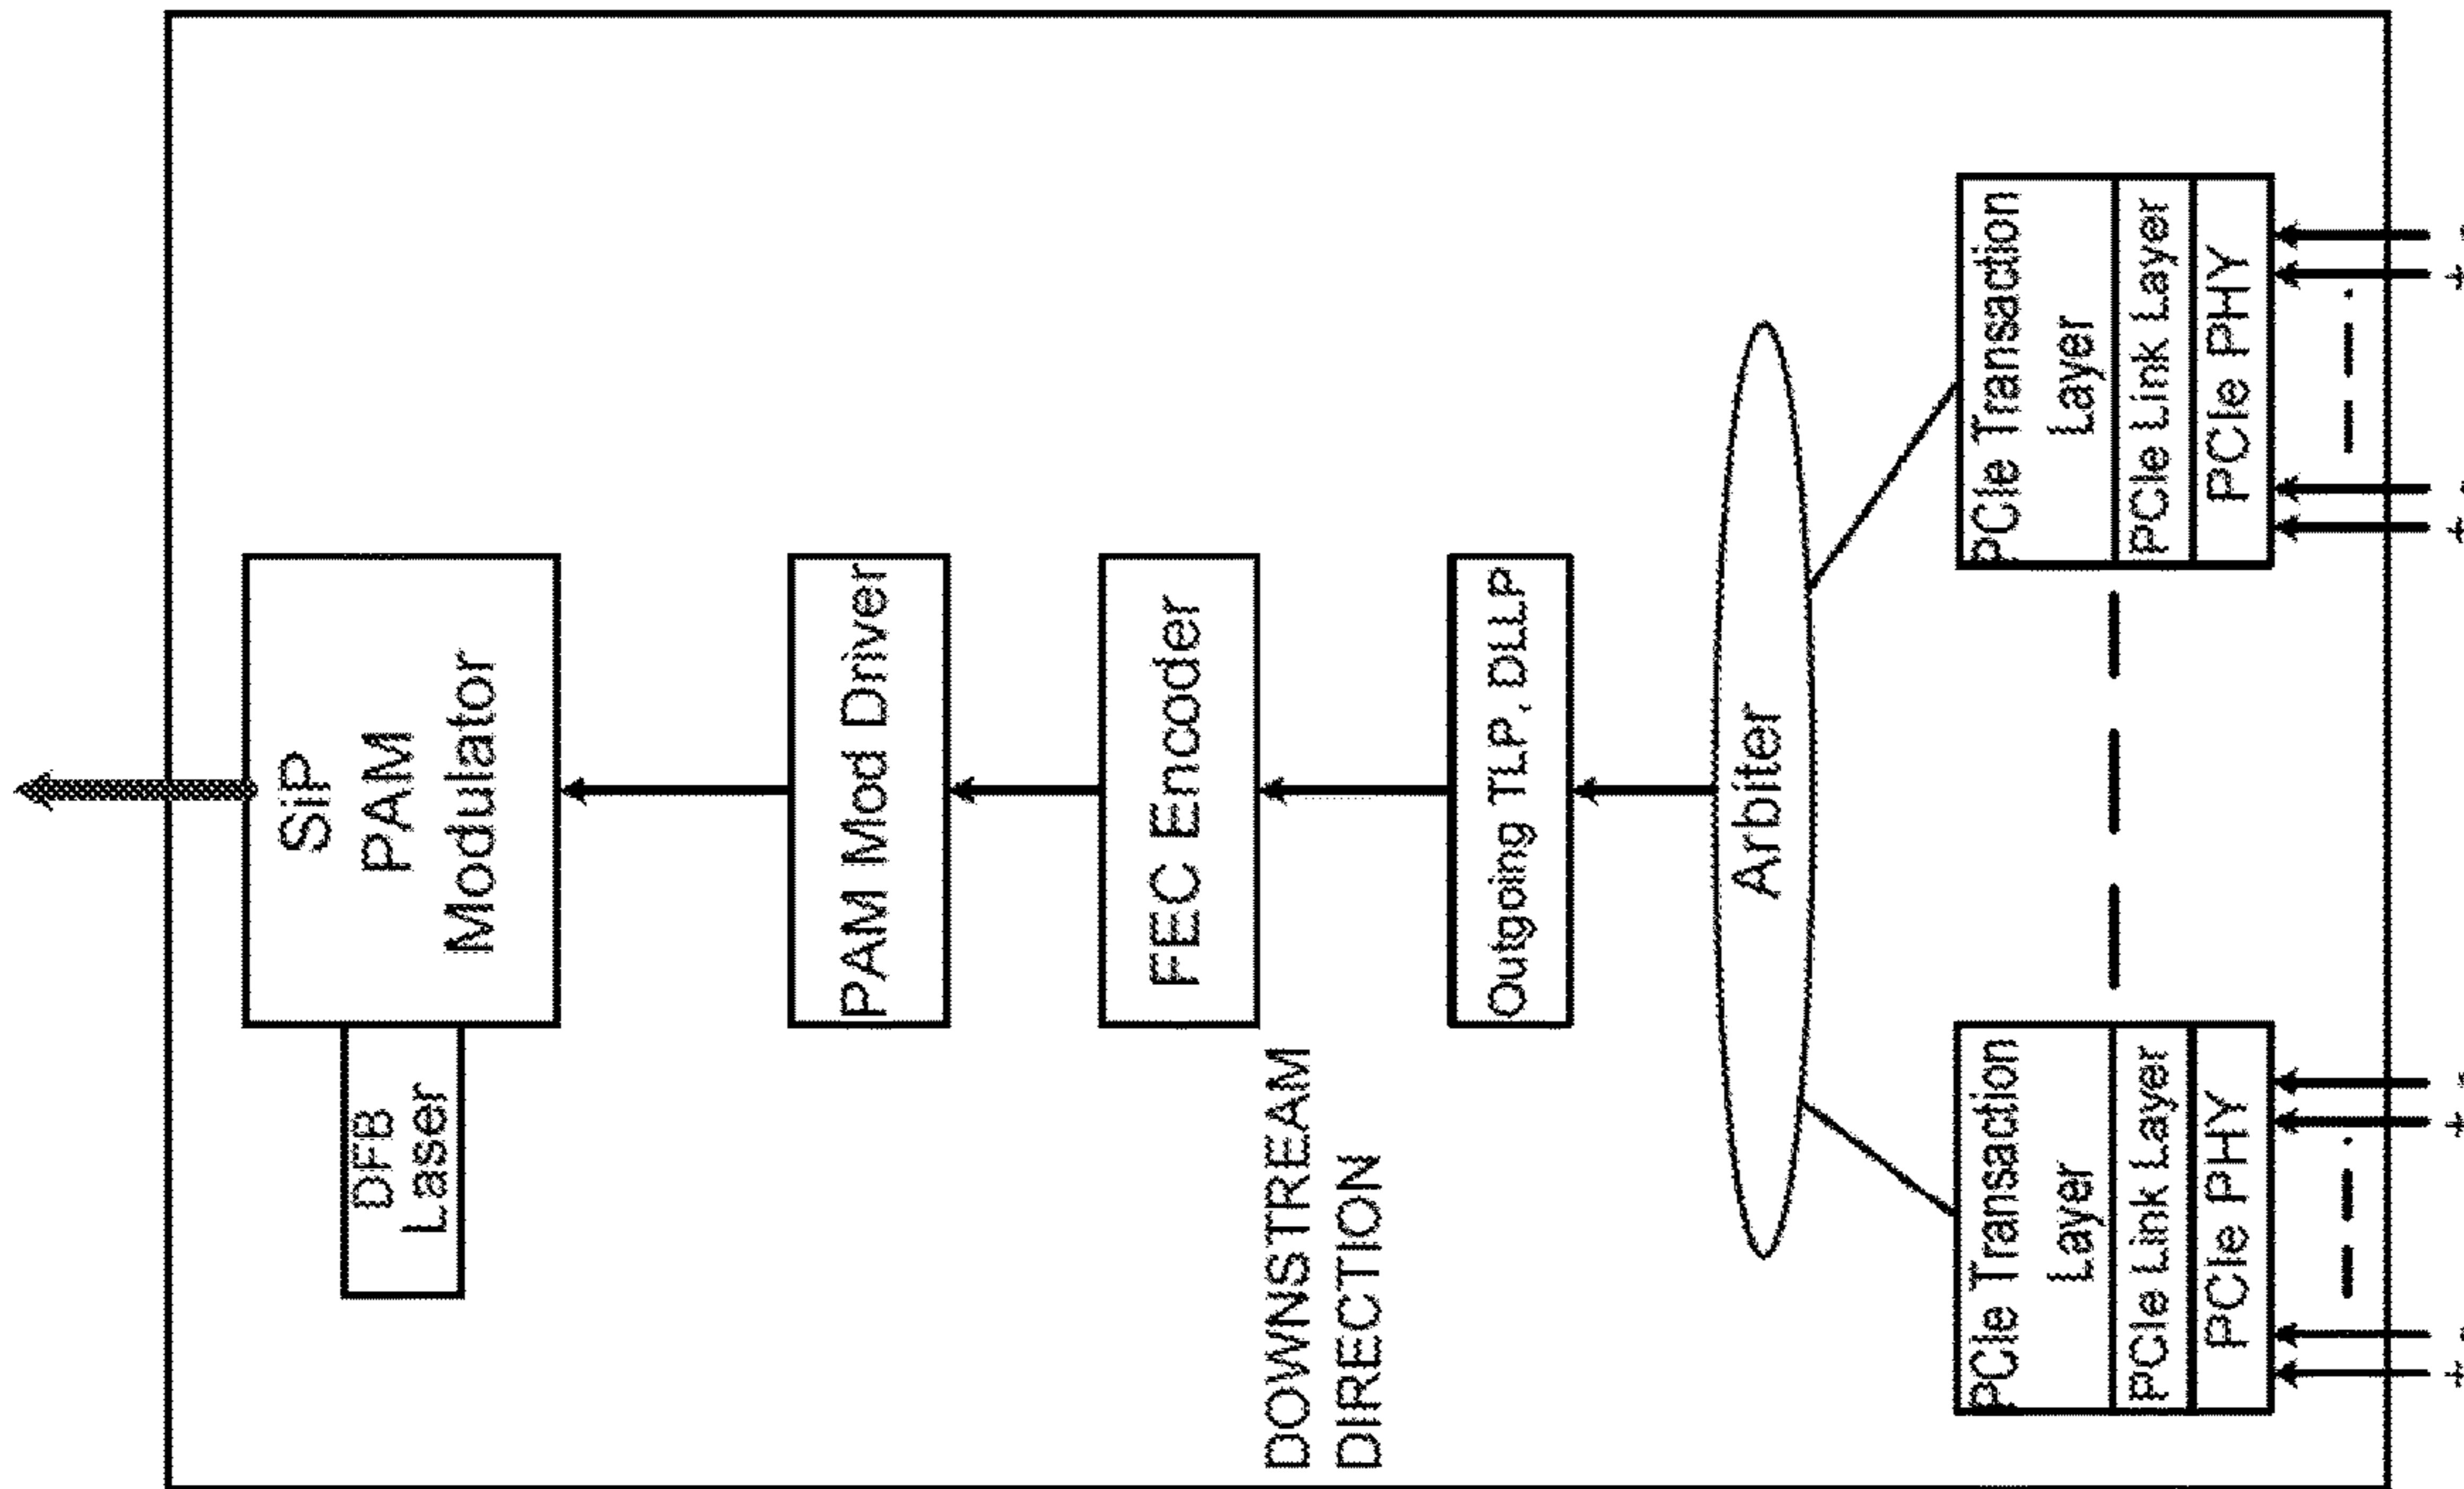 SiP
PAM
Modulator
DFB
Laser
PAM Mod Driver
FEC Encoder
DOWNSTREAM
DIRECTION
Outgoing TLP, DLLP
Arbiter
PCIe Transaction
Layer
PCIe Link Layer
PCIe PHY
+ -
+ -
PCIe Transaction
Layer
PCIe Link Layer
PCIe PHY
+ -
+ -